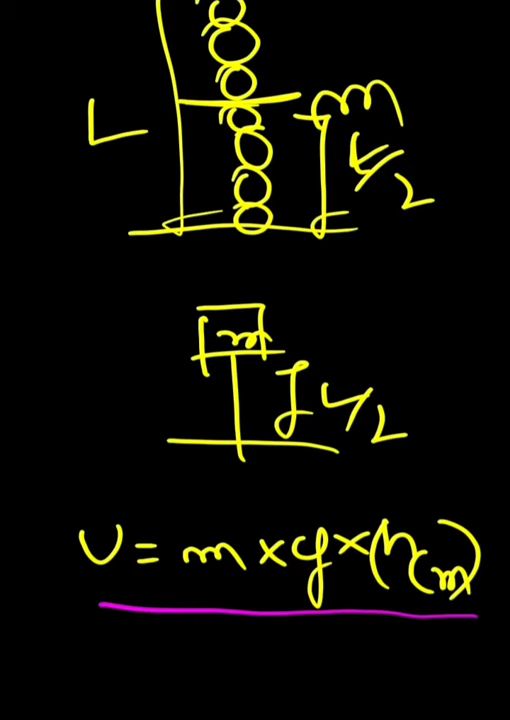 L
m
L/2
m
L/2
U = m × g × (h cm)